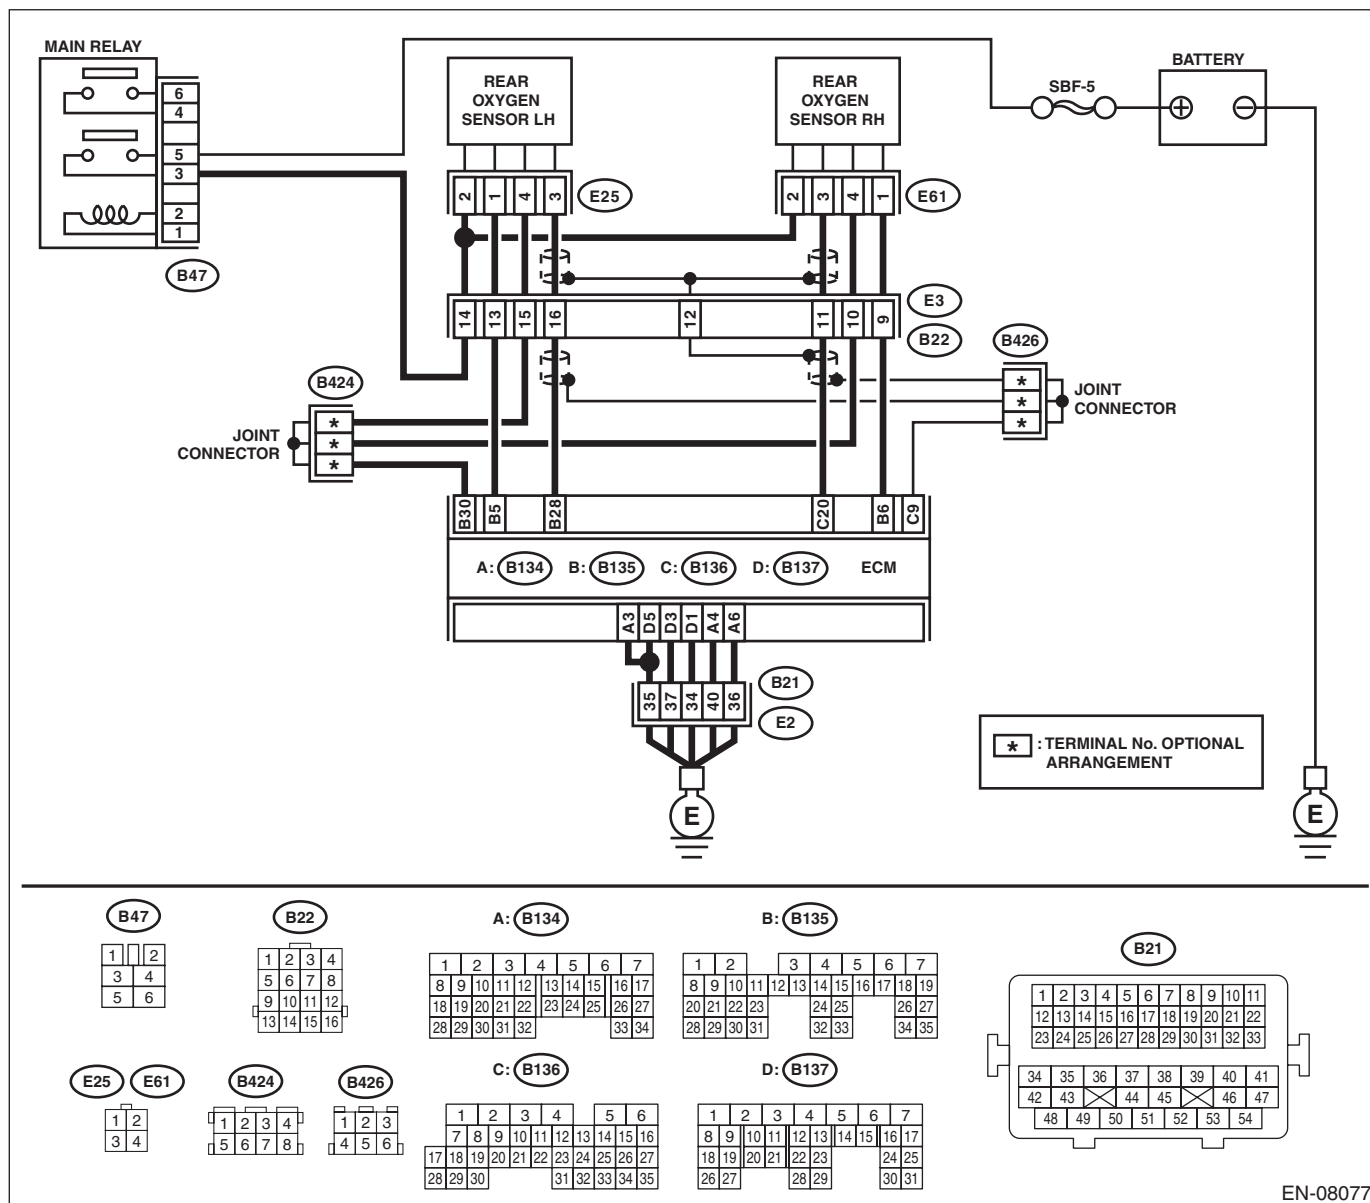 MAIN RELAY
6
4
5
3
2
1
B47
REAR
OXYGEN
SENSOR LH
2 1 4 3
E25
REAR
OXYGEN
SENSOR RH
2 3 4 1
E61
SBF-5
BATTERY
+ −
14 13 15 16 12 11 10 9
E3
B22
B424
JOINT
CONNECTOR
*
*
*
B426
*
*
*
JOINT
CONNECTOR
B30 B5 B28 C20 B6 C9
A: B134 B: B135 C: B136 D: B137 ECM
A3 D5 D3 D1 A4 A6
35 37 34 40 36
B21
E2
E
* : TERMINAL No. OPTIONAL
ARRANGEMENT
E
B47
1 2
3 4
5 6
B22
1 2 3 4
5 6 7 8
9 10 11 12
13 14 15 16
A: B134
1 2 3 4 5 6 7
8 9 10 11 12 13 14 15 16 17
18 19 20 21 22 23 24 25 26 27
28 29 30 31 32 33 34
B: B135
1 2 3 4 5 6 7
8 9 10 11 12 13 14 15 16 17 18 19
20 21 22 23 24 25 26 27
28 29 30 31 32 33 34 35
B21
1 2 3 4 5 6 7 8 9 10 11
12 13 14 15 16 17 18 19 20 21 22
23 24 25 26 27 28 29 30 31 32 33
34 35 36 37 38 39 40 41
42 43 44 45 46 47
48 49 50 51 52 53 54
E25 E61
1 2
3 4
B424
1 2 3 4
5 6 7 8
B426
1 2 3
4 5 6
C: B136
1 2 3 4 5 6
7 8 9 10 11 12 13 14 15 16
17 18 19 20 21 22 23 24 25 26 27
28 29 30 31 32 33 34 35
D: B137
1 2 3 4 5 6 7
8 9 10 11 12 13 14 15 16 17
18 19 20 21 22 23 24 25
26 27 28 29 30 31
EN-08077